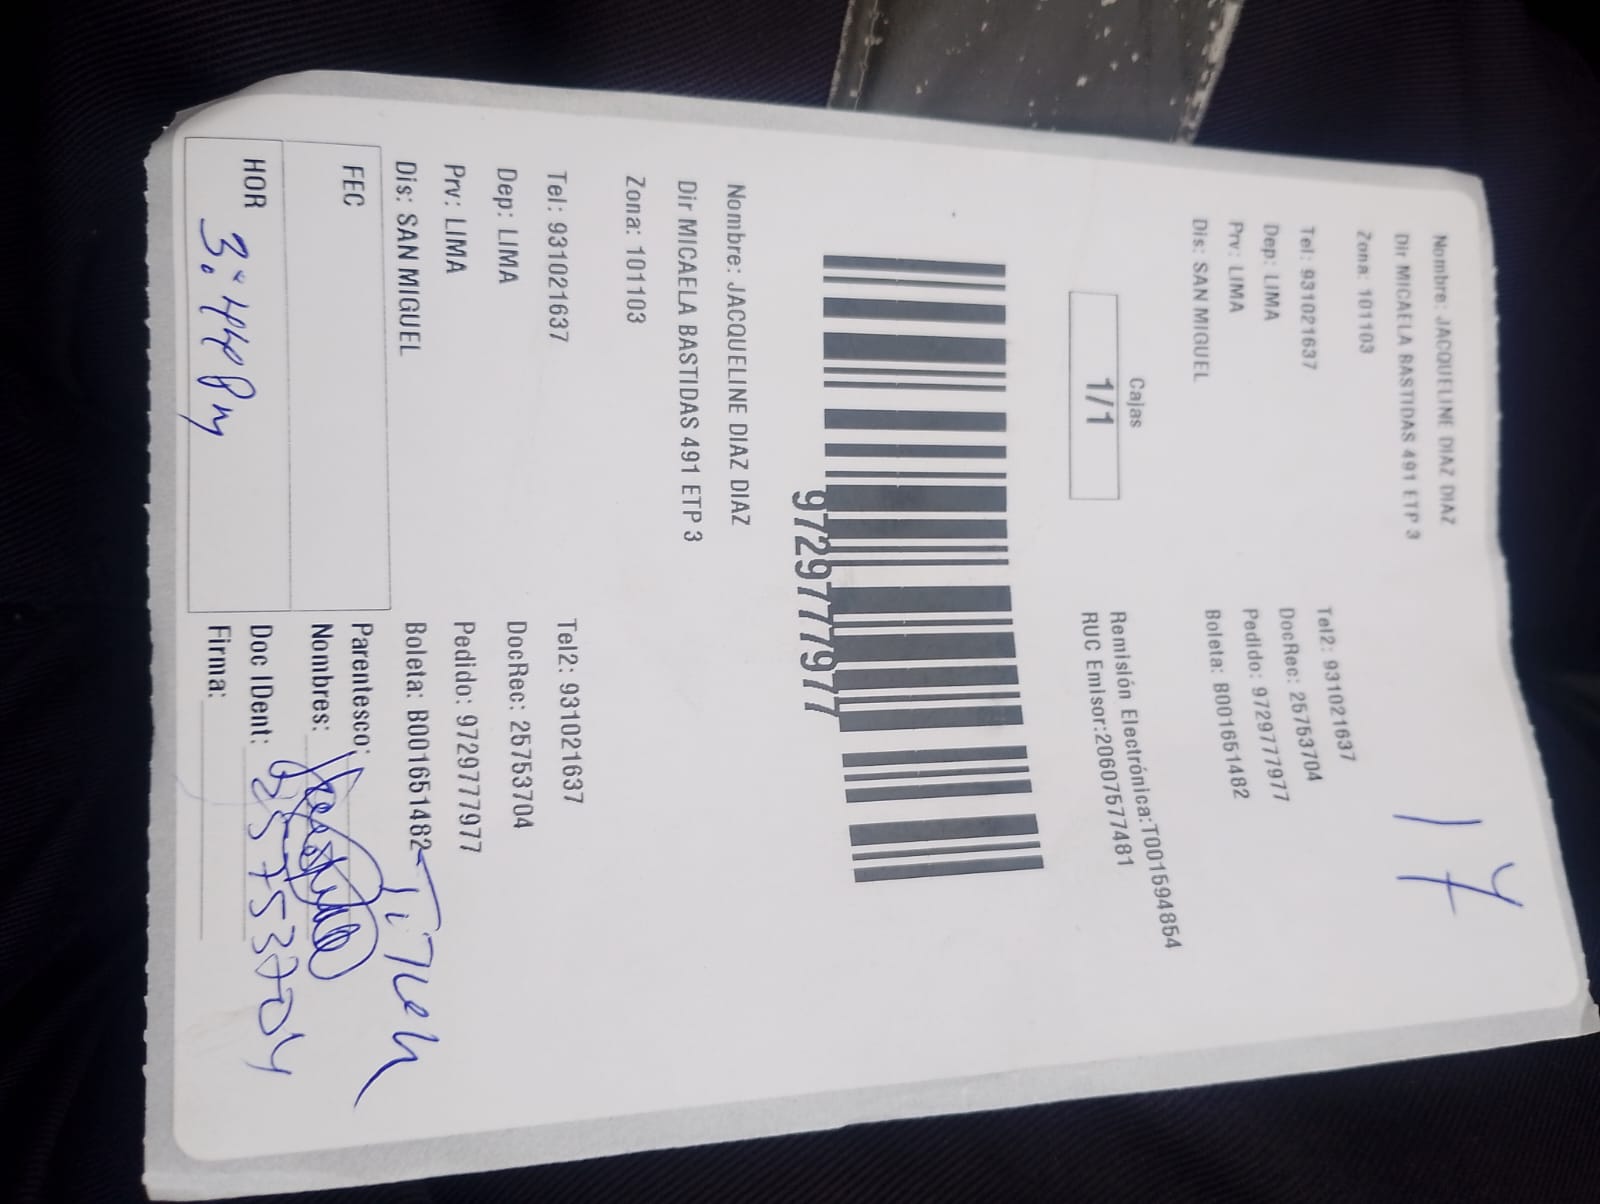 17
Nombre: JACQUELINE DIAZ DIAZ
Dir MICAELA BASTIDAS 491 ETP 3
Zona: 101103
Tel: 931021637 Tel2: 931021637
Dep: LIMA DocRec: 25753704
Prv: LIMA Pedido: 9729777977
Dis: SAN MIGUEL Boleta: B001651482
Cajas
1/1
Remisión Electrónica:T001594854
RUC Emisor:20607577481
9729777977
Nombre: JACQUELINE DIAZ DIAZ
Dir MICAELA BASTIDAS 491 ETP 3
Zona: 101103
Tel: 931021637 Tel2: 931021637
Dep: LIMA DocRec: 25753704
Prv: LIMA Pedido: 9729777977
Dis: SAN MIGUEL Boleta: B001651482
FEC Parentesco: Titular
Nombres:
HOR 3:44 Pm Doc IDent: 25753704
Firma: